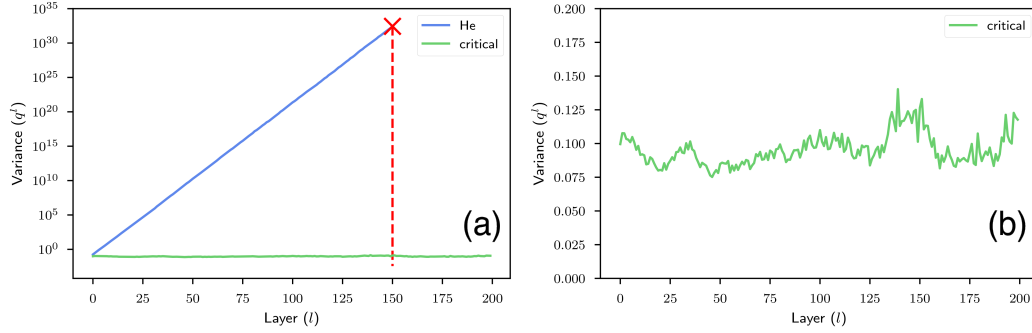 10^35
10^30
10^25
10^20
10^15
10^10
10^5
10^0
Variance (q^l)
0 25 50 75 100 125 150 175 200
Layer (l)
He
critical
(a)
0.200
0.175
0.150
0.125
0.100
0.075
0.050
0.025
0.000
Variance (q^l)
0 25 50 75 100 125 150 175 200
Layer (l)
critical
(b)